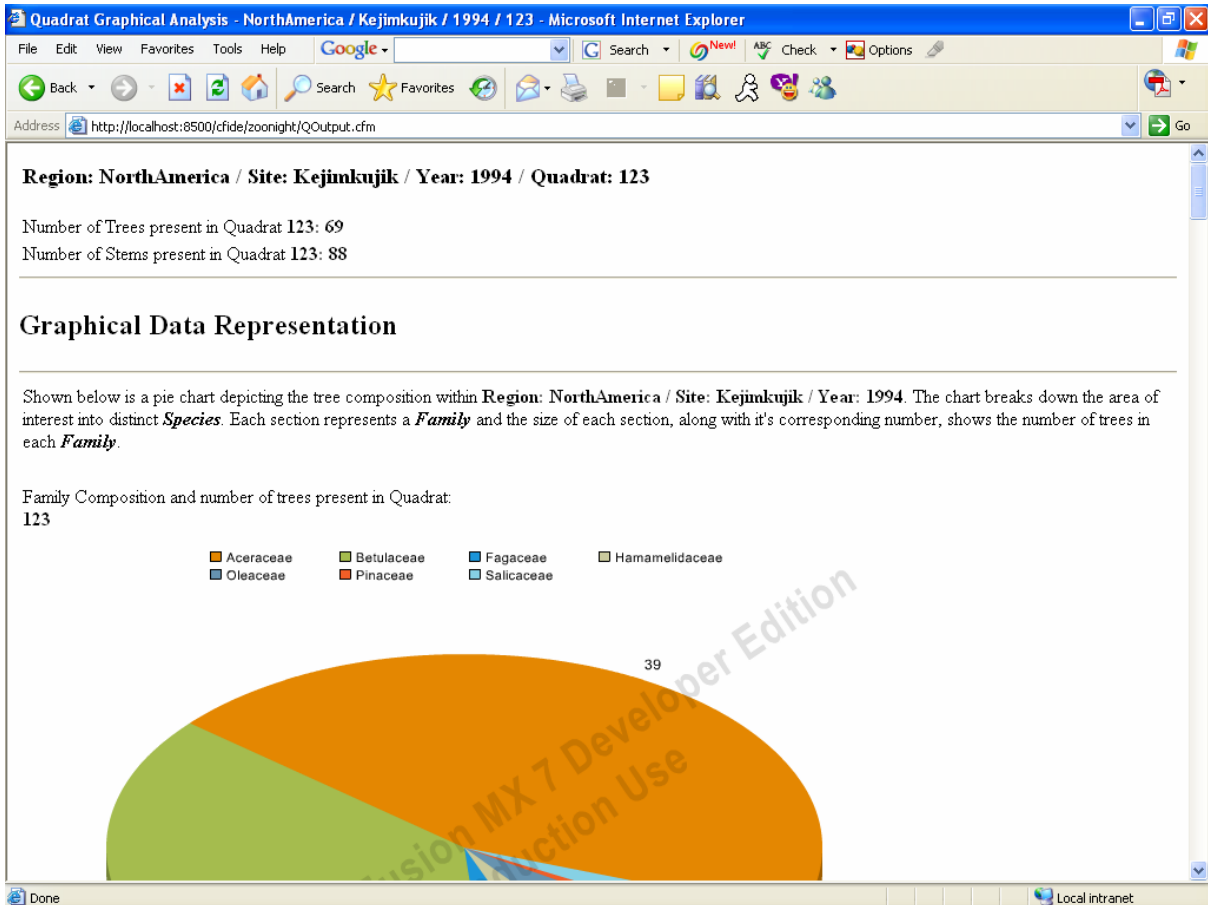 Quadrat Graphical Analysis - NorthAmerica / Kejimkujik / 1994 / 123 - Microsoft Internet Explorer
File Edit View Favorites Tools Help Google Search New! ABC Check Options
Back Search Favorites
Address http://localhost:8500/cfide/zoonight/QOutput.cfm Go
Region: NorthAmerica / Site: Kejimkujik / Year: 1994 / Quadrat: 123
Number of Trees present in Quadrat 123: 69
Number of Stems present in Quadrat 123: 88
Graphical Data Representation
Shown below is a pie chart depicting the tree composition within Region: NorthAmerica / Site: Kejimkujik / Year: 1994. The chart breaks down the area of
interest into distinct Species. Each section represents a Family and the size of each section, along with it's corresponding number, shows the number of trees in
each Family.
Family Composition and number of trees present in Quadrat:
123
Aceraceae Betulaceae Fagaceae Hamamelidaceae
Oleaceae Pinaceae Salicaceae
39
usion MX 7 Developer Edition
duction Use
Done Local intranet